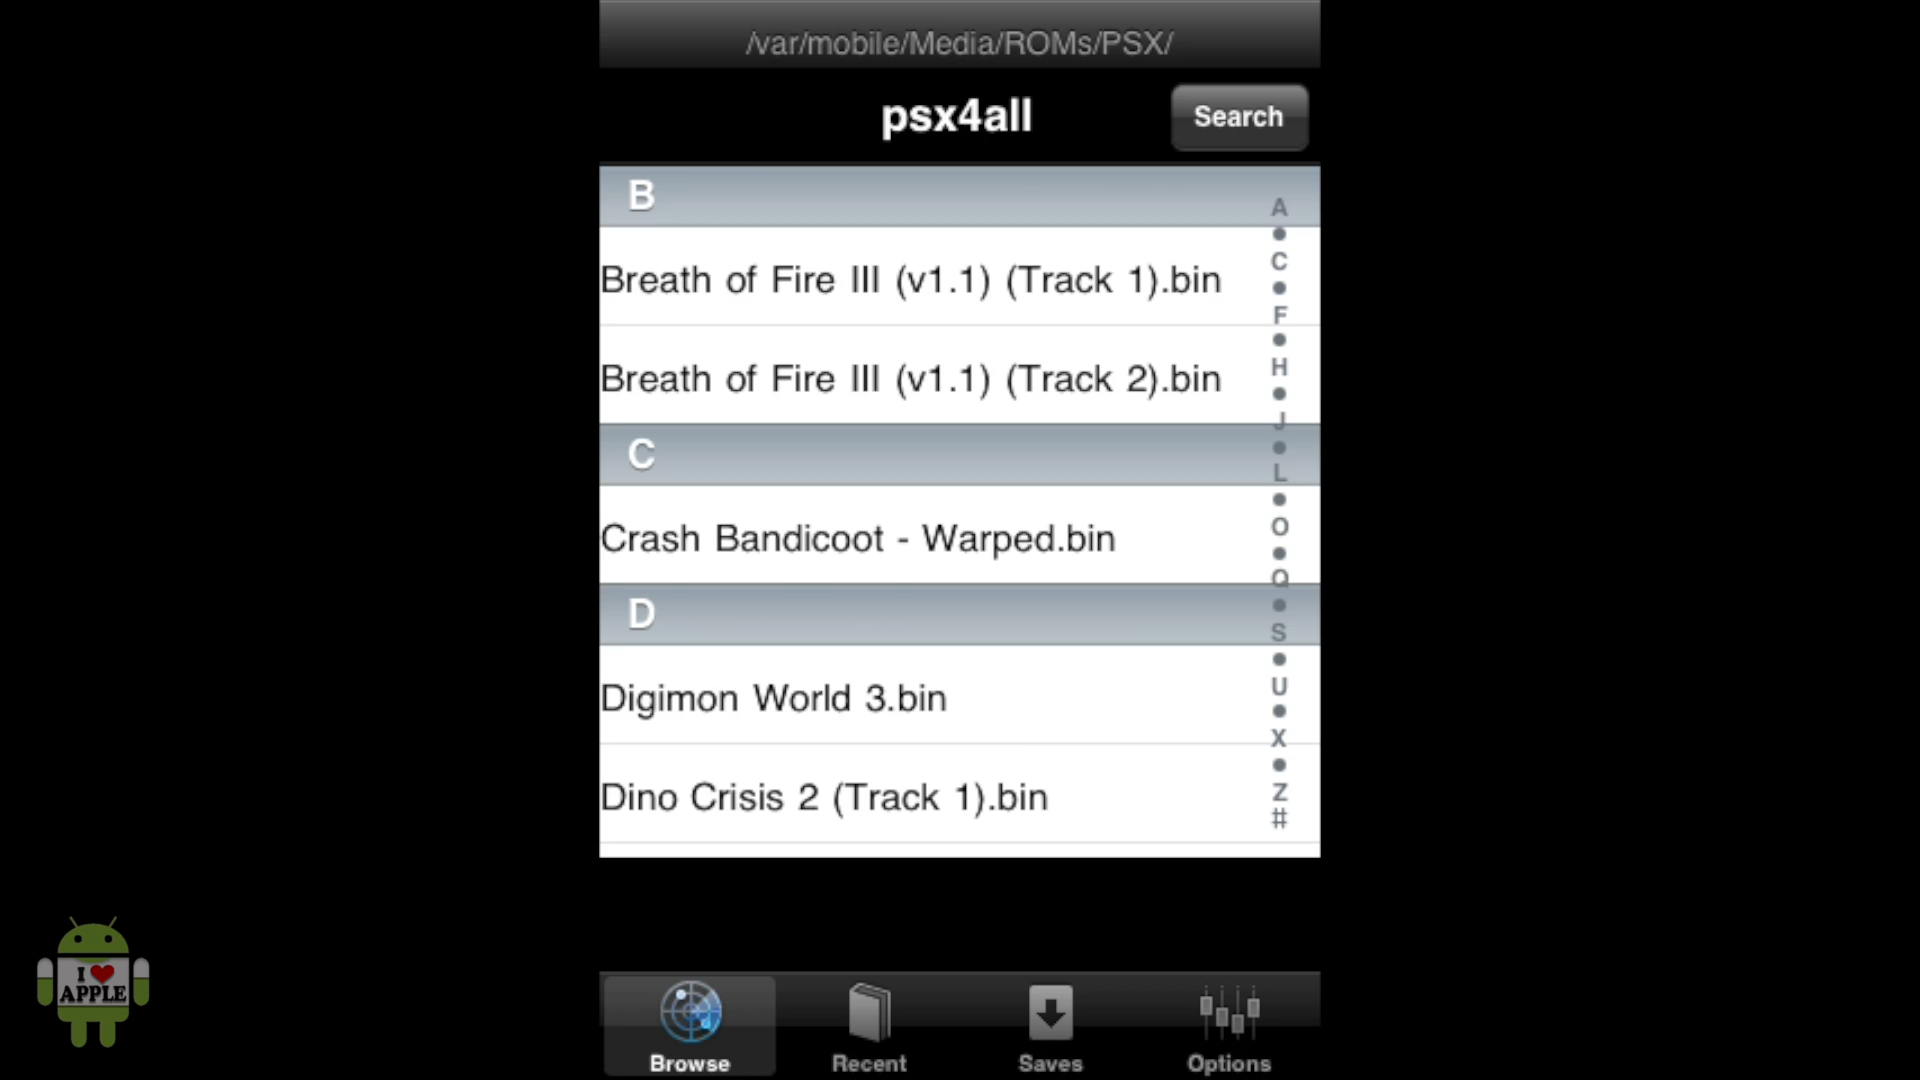 /var/mobile/Media/ROMs/PSX/
psx4all
Search
B
Breath of Fire III (v1.1) (Track 1).bin
Breath of Fire III (v1.1) (Track 2).bin
C
Crash Bandicoot - Warped.bin
D
Digimon World 3.bin
Dino Crisis 2 (Track 1).bin
A
C
F
H
J
L
O
Q
S
U
X
Z
#
I ❤ APPLE
Browse
Recent
Saves
Options